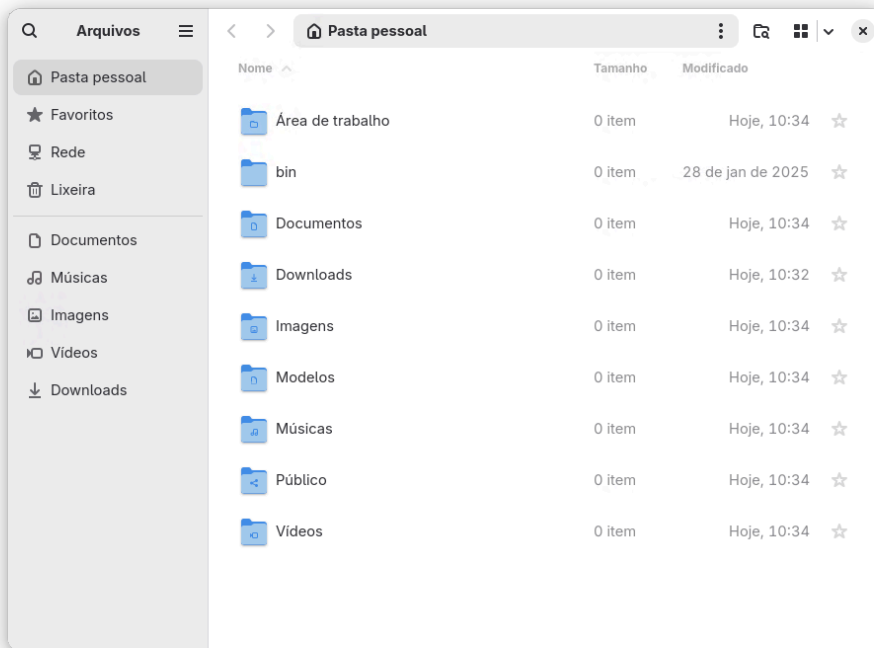 Arquivos
Pasta pessoal
Favoritos
Rede
Lixeira
Documentos
Músicas
Imagens
Vídeos
Downloads
Pasta pessoal
Nome Tamanho Modificado
Área de trabalho 0 item Hoje, 10:34
bin 0 item 28 de jan de 2025
Documentos 0 item Hoje, 10:34
Downloads 0 item Hoje, 10:32
Imagens 0 item Hoje, 10:34
Modelos 0 item Hoje, 10:34
Músicas 0 item Hoje, 10:34
Público 0 item Hoje, 10:34
Vídeos 0 item Hoje, 10:34